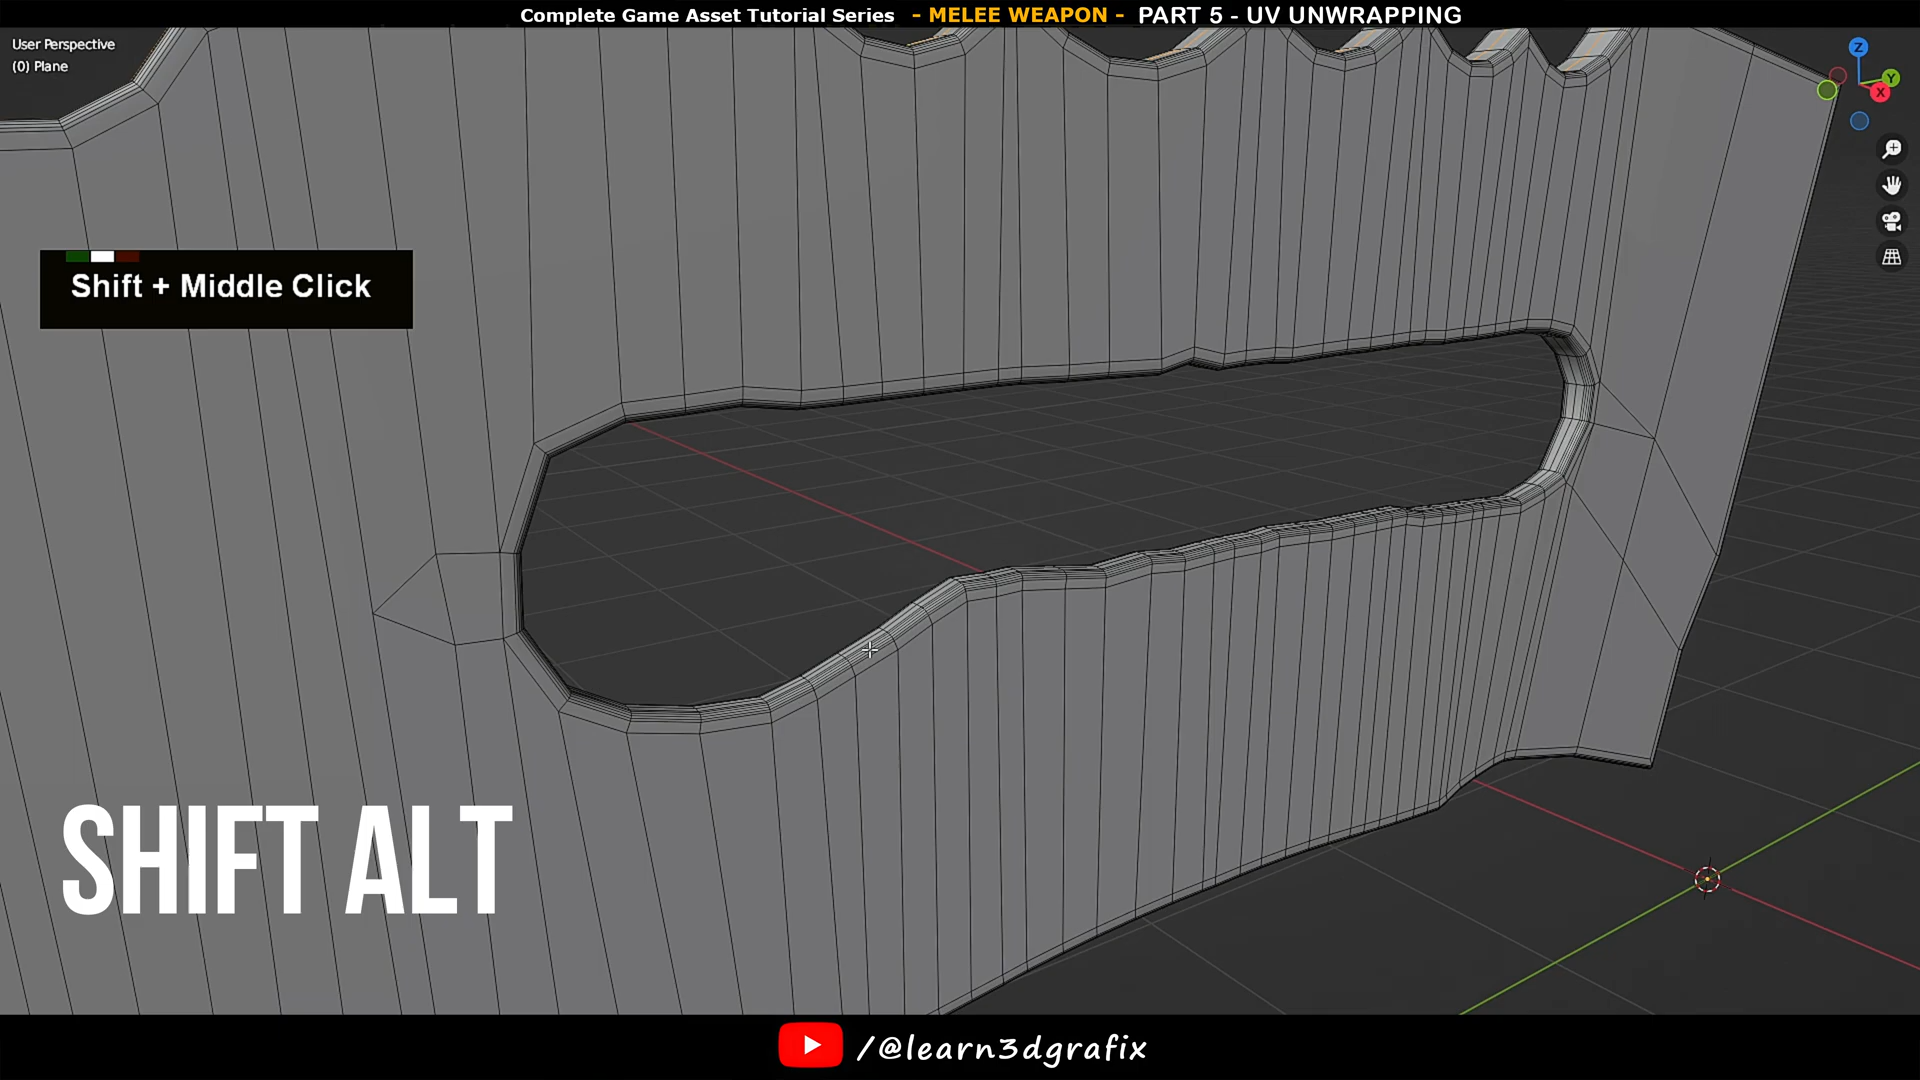 Complete Game Asset Tutorial Series - MELEE WEAPON - PART 5 - UV UNWRAPPING
User Perspective
(0) Plane
Z
Y
X
Shift + Middle Click
SHIFT ALT
/@learn3dgrafix